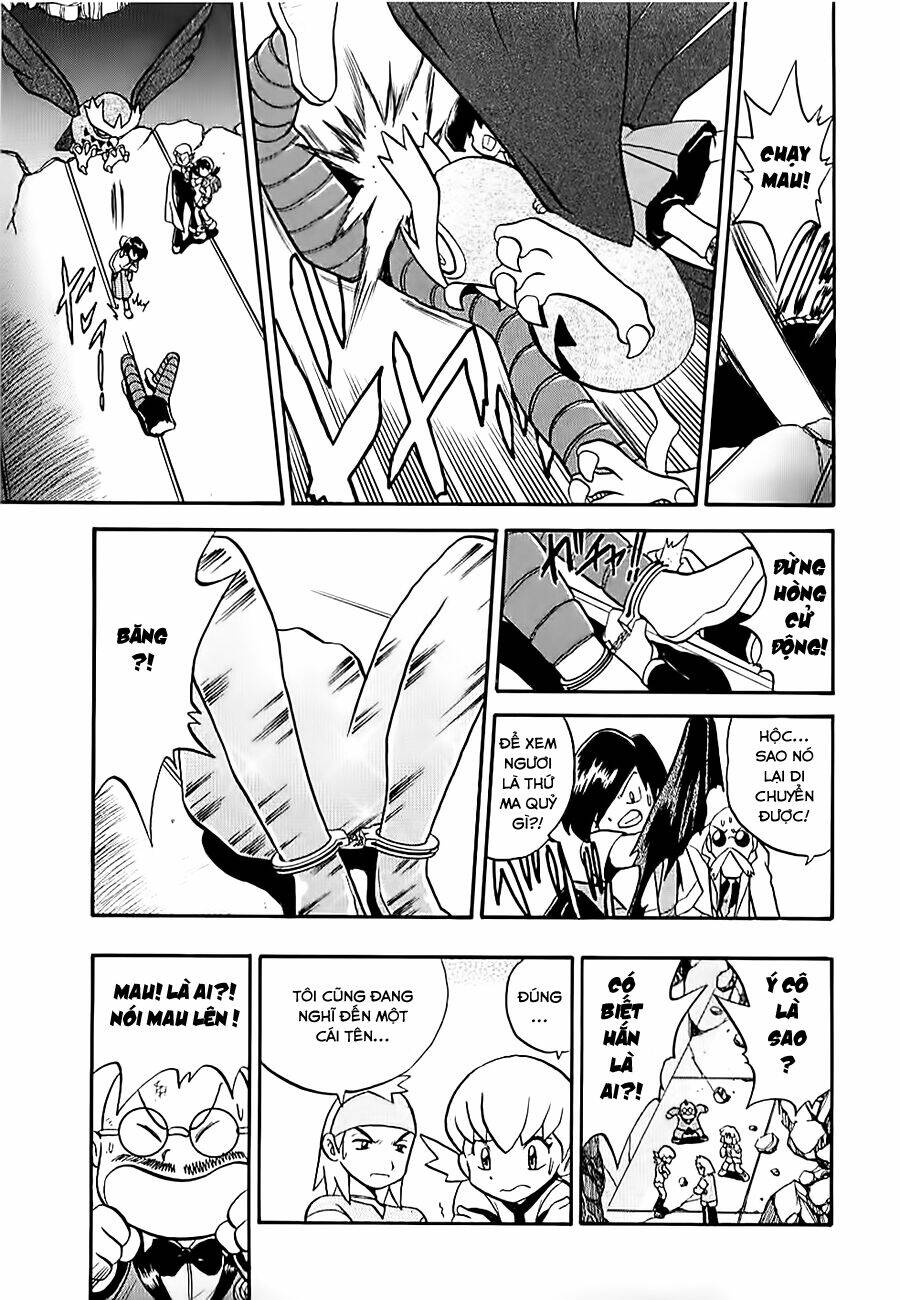 CHẠY
MAU!
ĐỪNG
HÒNG
CỬ
ĐỘNG!
BĂNG
?!
HỘC...
SAO NÓ
LẠI DI
CHUYỂN
ĐƯỢC!
ĐỂ XEM
NGƯƠI
LÀ THỨ
MA QUỶ
GÌ?!
Ý CÔ
LÀ
SAO
?
CÓ
BIẾT
HẮN
LÀ
AI?!
ĐÚNG
...
TÔI CŨNG ĐANG
NGHĨ ĐẾN MỘT
CÁI TÊN...
MAU! LÀ AI?!
NÓI MAU LÊN !